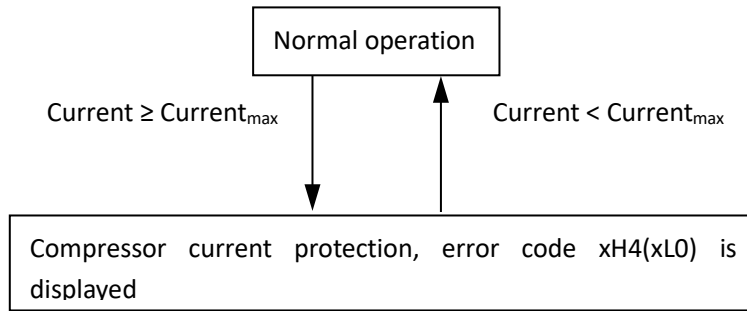 Normal operation
Current ≥ Currentmax
Current < Currentmax
Compressor current protection, error code xH4(xL0) is
displayed